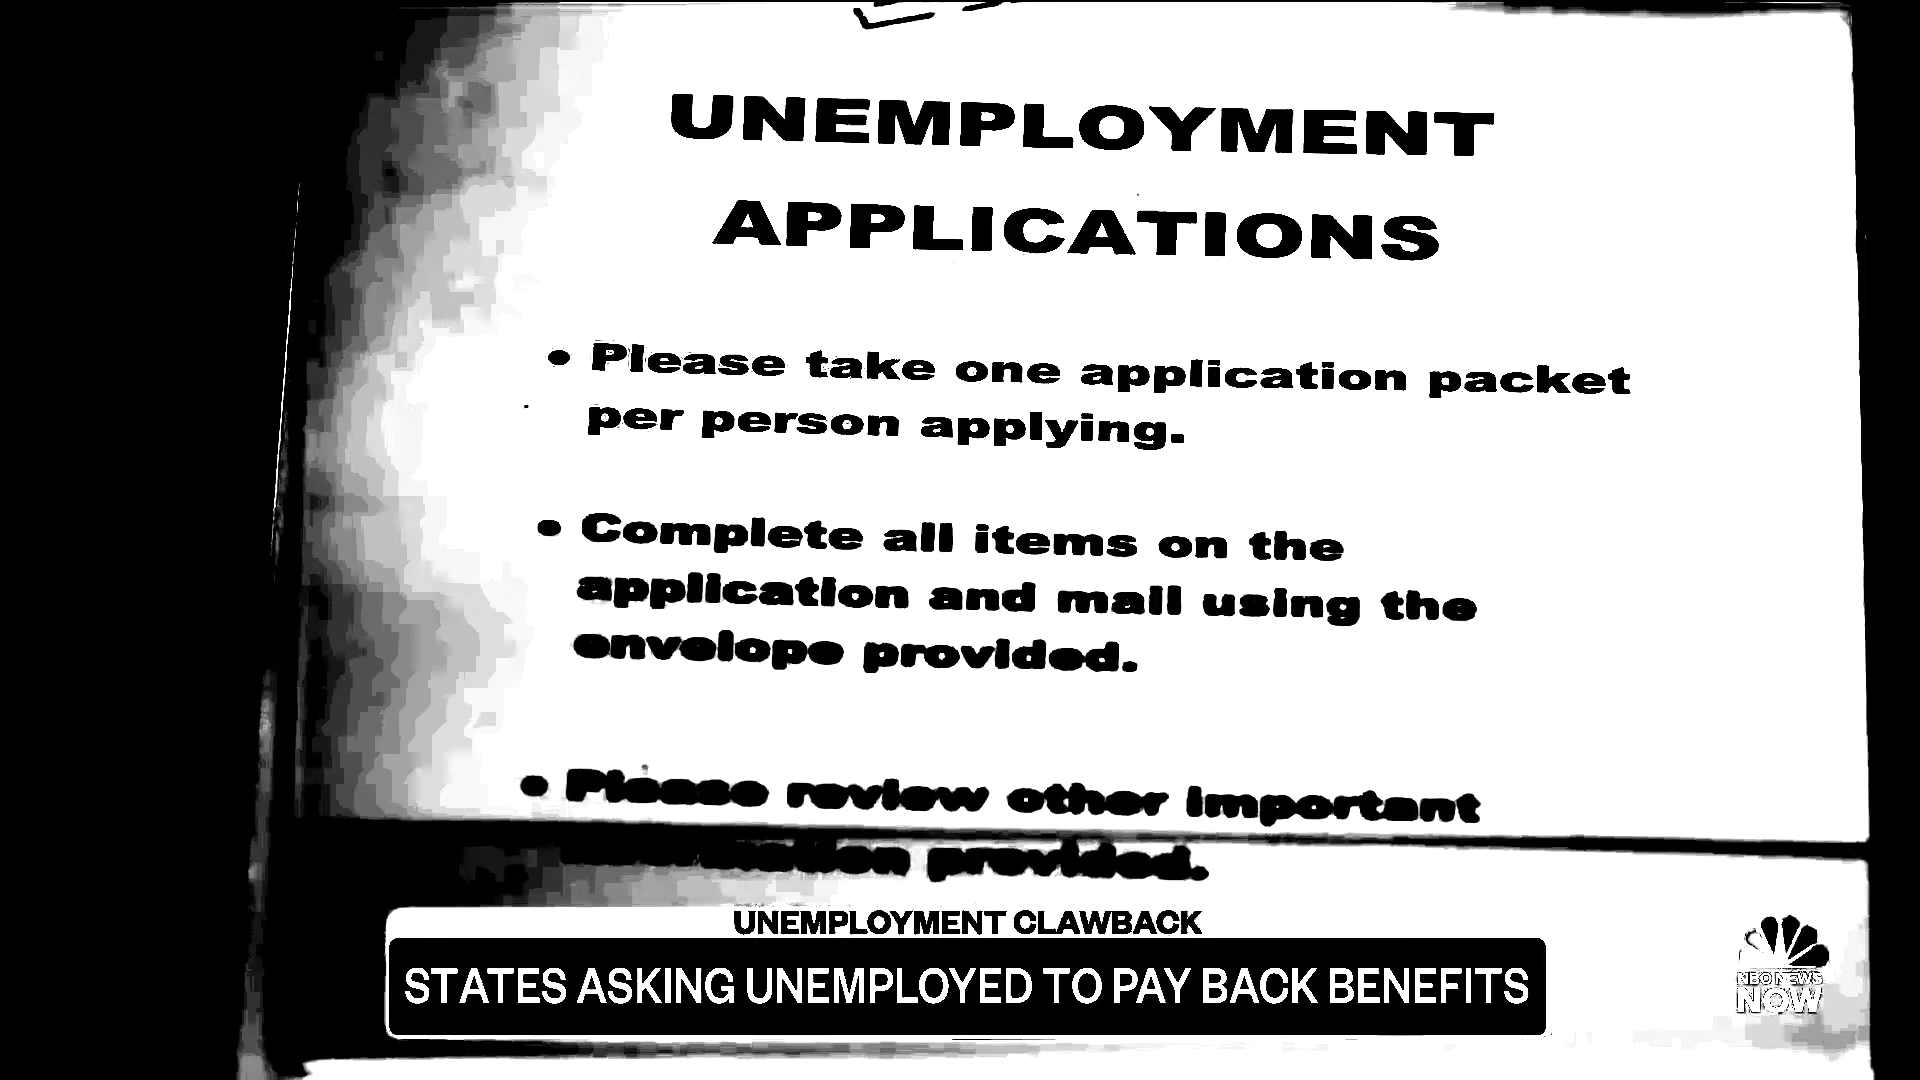 UNEMPLOYMENT
APPLICATIONS
• Please take one application packet
per person applying.
• Complete all items on the
application and mail using the
envelope provided.
• Please review other important
provided.
UNEMPLOYMENT CLAWBACK
STATES ASKING UNEMPLOYED TO PAY BACK BENEFITS
NBC NEWS
NOW